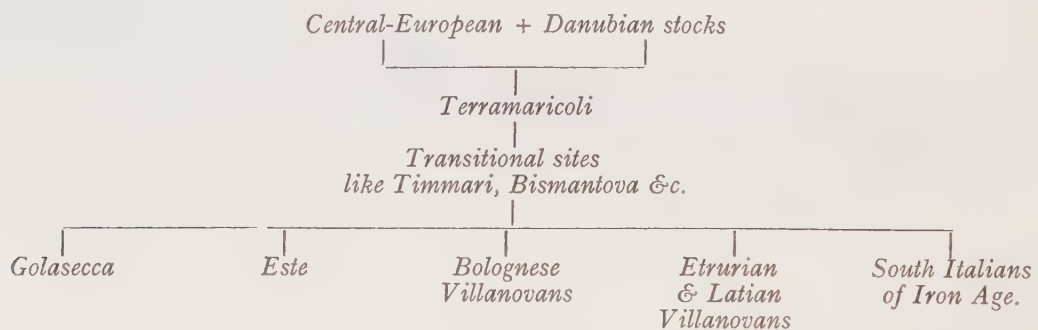 Central-European + Danubian stocks
Terramaricoli
Transitional sites
like Timmari, Bismantova &c.
Golasecca
Este
Bolognese
Villanovans
Etrurian
& Latian
Villanovans
South Italians
of Iron Age.